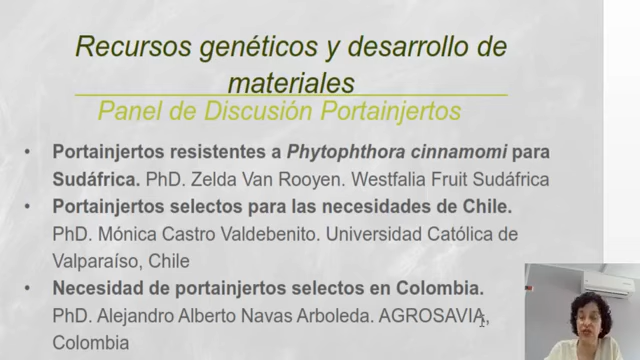 Recursos genéticos y desarrollo de
materiales
Panel de Discusión Portainjertos
• Portainjertos resistentes a Phytophthora cinnamomi para
Sudáfrica. PhD. Zelda Van Rooyen. Westfalia Fruit Sudáfrica
• Portainjertos selectos para las necesidades de Chile.
PhD. Mónica Castro Valdebenito. Universidad Católica de
Valparaíso, Chile
• Necesidad de portainjertos selectos en Colombia.
PhD. Alejandro Alberto Navas Arboleda. AGROSAVIA,
Colombia